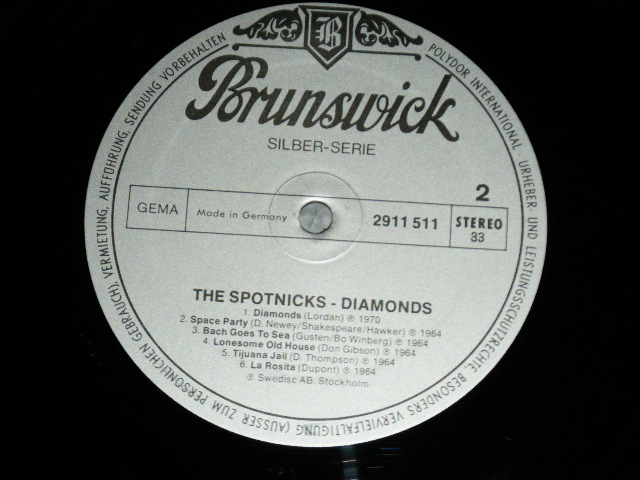 B
Brunswick
SILBER-SERIE
2
GEMA
Made in Germany
2911 511
STEREO
33
THE SPOTNICKS - DIAMONDS
1. Diamonds (Lordan) ℗ 1970
2. Space Party (D. Newey/Shakespeare/Hawker) ℗ 1964
3. Bach Goes To Sea (Gusten/Bo Winberg) ℗ 1964
4. Lonesome Old House (Don Gibson) ℗ 1964
5. Tijuana Jail (D. Thompson) ℗ 1964
6. La Rosita (Dupont) ℗ 1964
℗ Swedisc AB. Stockholm
POLYDOR INTERNATIONAL · URHEBER- UND LEISTUNGSSCHUTZRECHTE BESONDERS VERVIELFÄLTIGUNG (AUSSER ZUM PERSÖNLICHEN GEBRAUCH), VERMIETUNG, AUFFÜHRUNG, SENDUNG VORBEHALTEN